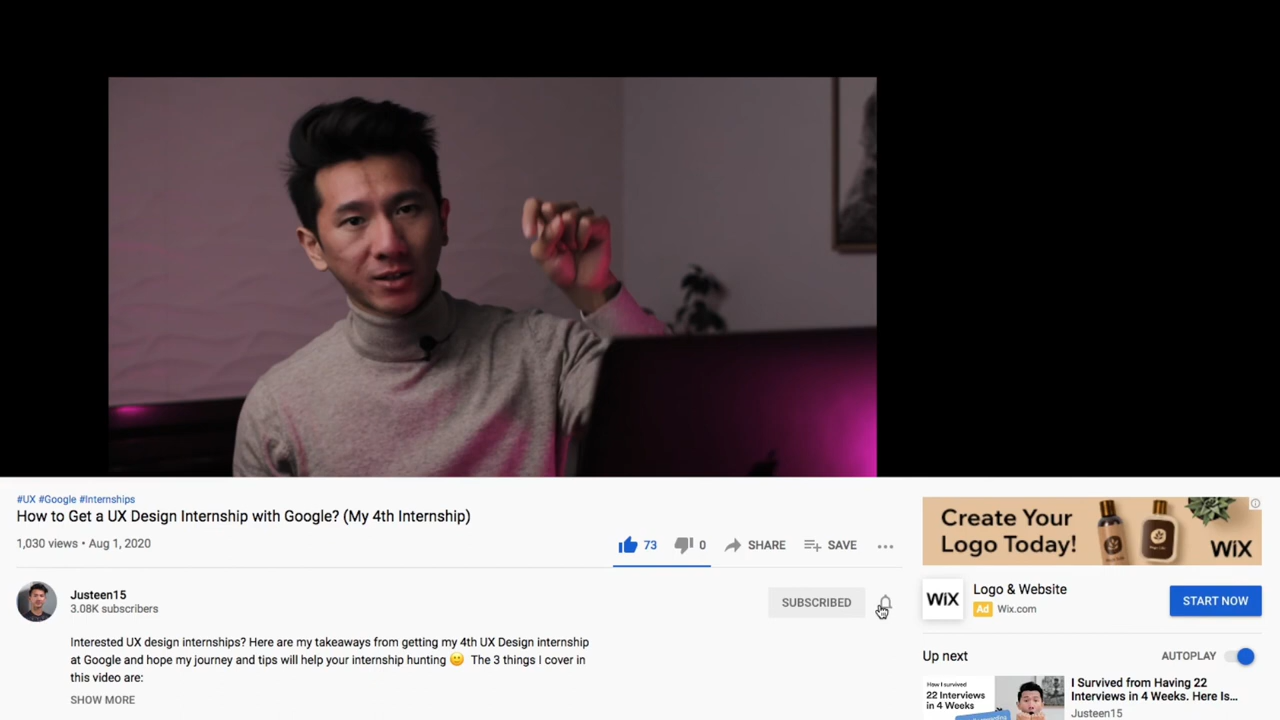 #UX #Google #Internships
How to Get a UX Design Internship with Google? (My 4th Internship)
1,030 views • Aug 1, 2020
73
0
SHARE
SAVE
Justeen15
3.08K subscribers
SUBSCRIBED
Interested UX design internships? Here are my takeaways from getting my 4th UX Design internship
at Google and hope my journey and tips will help your internship hunting 🙂 The 3 things I cover in
this video are:
SHOW MORE
Create Your
Logo Today!
WiX
WiX
Logo & Website
Ad Wix.com
START NOW
Up next
AUTOPLAY
How I survived
22 Interviews
in 4 Weeks
I Survived from Having 22
Interviews in 4 Weeks. Here Is...
Justeen15